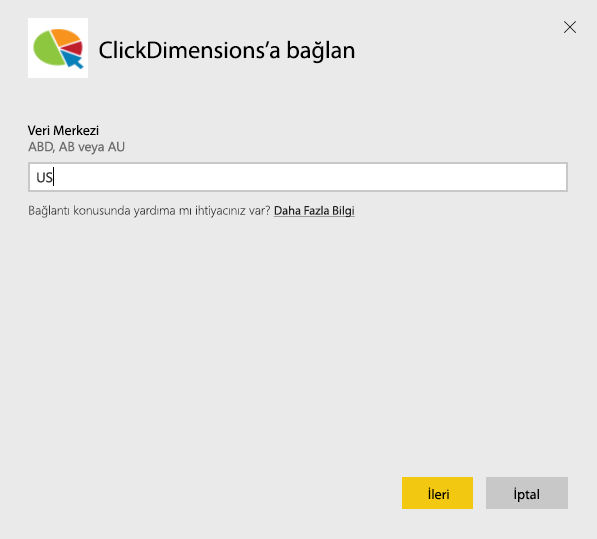 ClickDimensions'a bağlan
Veri Merkezi
ABD, AB veya AU
US
Bağlantı konusunda yardıma mı ihtiyacınız var? Daha Fazla Bilgi
İleri
İptal